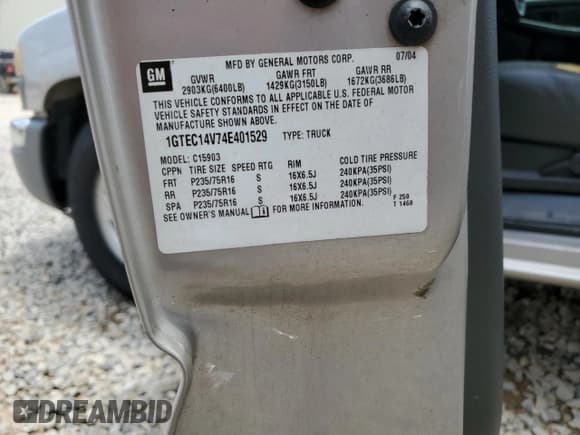 GM
MFD BY GENERAL MOTORS CORP. 07/04
GVWR GAWR FRT GAWR RR
2903KG(6400LB) 1429KG(3150LB) 1672KG(3686LB)
THIS VEHICLE CONFORMS TO ALL APPLICABLE U.S. FEDERAL MOTOR
VEHICLE SAFETY STANDARDS IN EFFECT ON THE DATE OF
MANUFACTURE SHOWN ABOVE.
1GTEC14V74E401529 TYPE: TRUCK
MODEL: C15903
CPPN TIRE SIZE SPEED RTG RIM COLD TIRE PRESSURE
FRT P235/75R16 S 16X6.5J 240KPA(35PSI)
RR P235/75R16 S 16X6.5J 240KPA(35PSI)
SPA P235/75R16 S 16X6.5J 240KPA(35PSI)
SEE OWNER'S MANUAL FOR MORE INFORMATION.
F 250
T 1468
DREAMBID